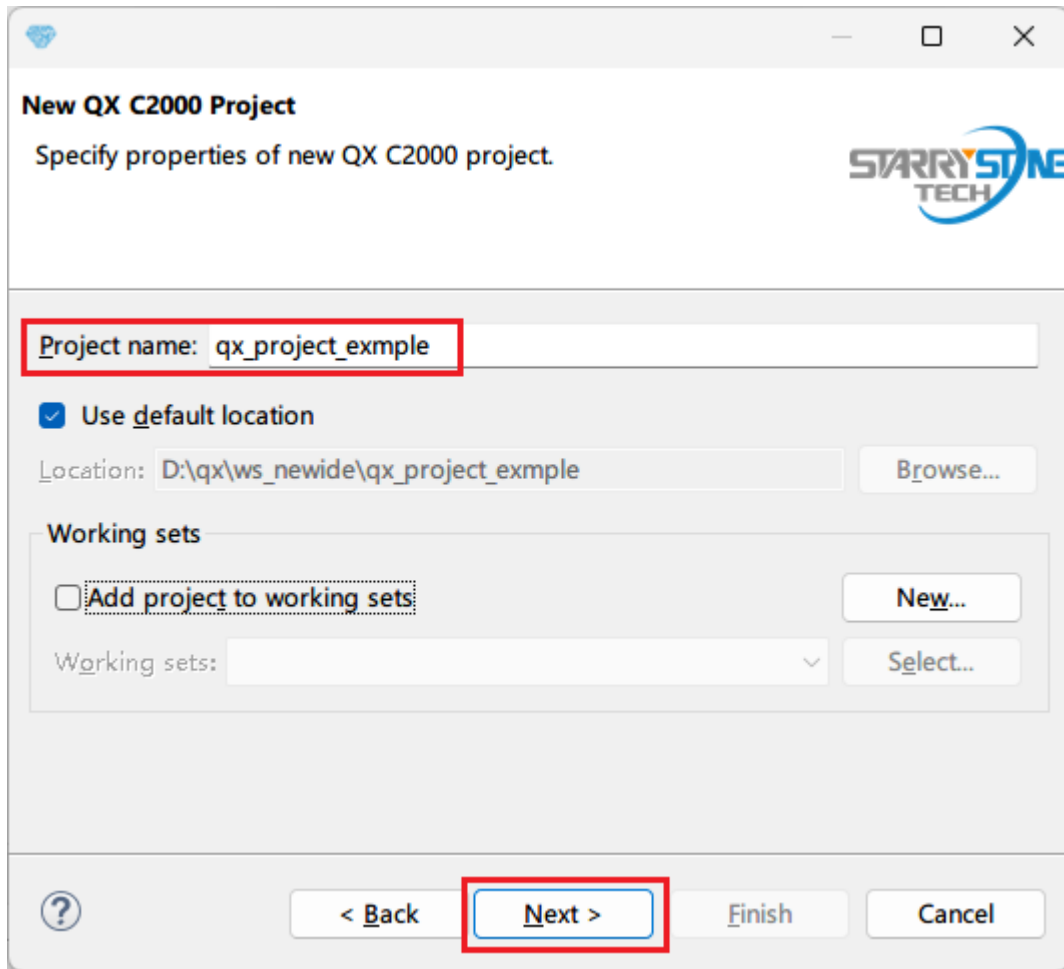 New QX C2000 Project
Specify properties of new QX C2000 project.
STARRYSTONE
TECH
Project name: qx_project_exmple
Use default location
Location: D:\qx\ws_newide\qx_project_exmple Browse...
Working sets
Add project to working sets New...
Working sets: Select...
? < Back Next > Finish Cancel